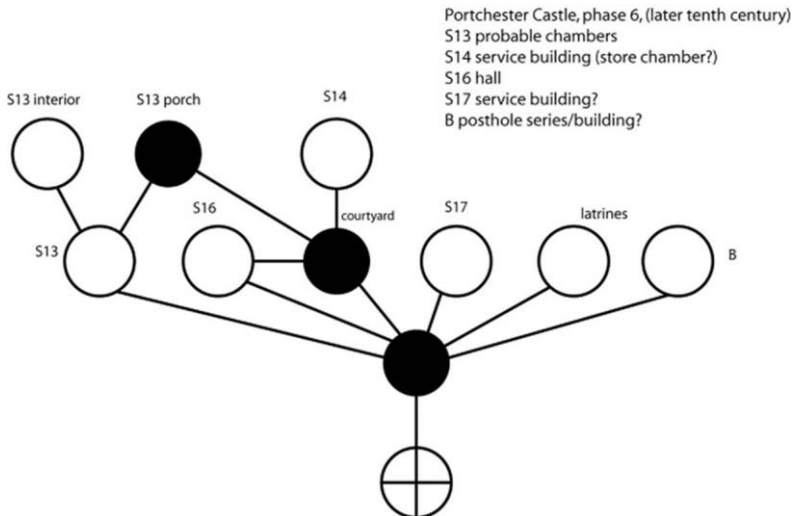 Portchester Castle, phase 6, (later tenth century)
S13 probable chambers
S14 service building (store chamber?)
S16 hall
S17 service building?
B posthole series/building?
S13 interior
S13 porch
S14
S16
courtyard
S17
latrines
S13
B